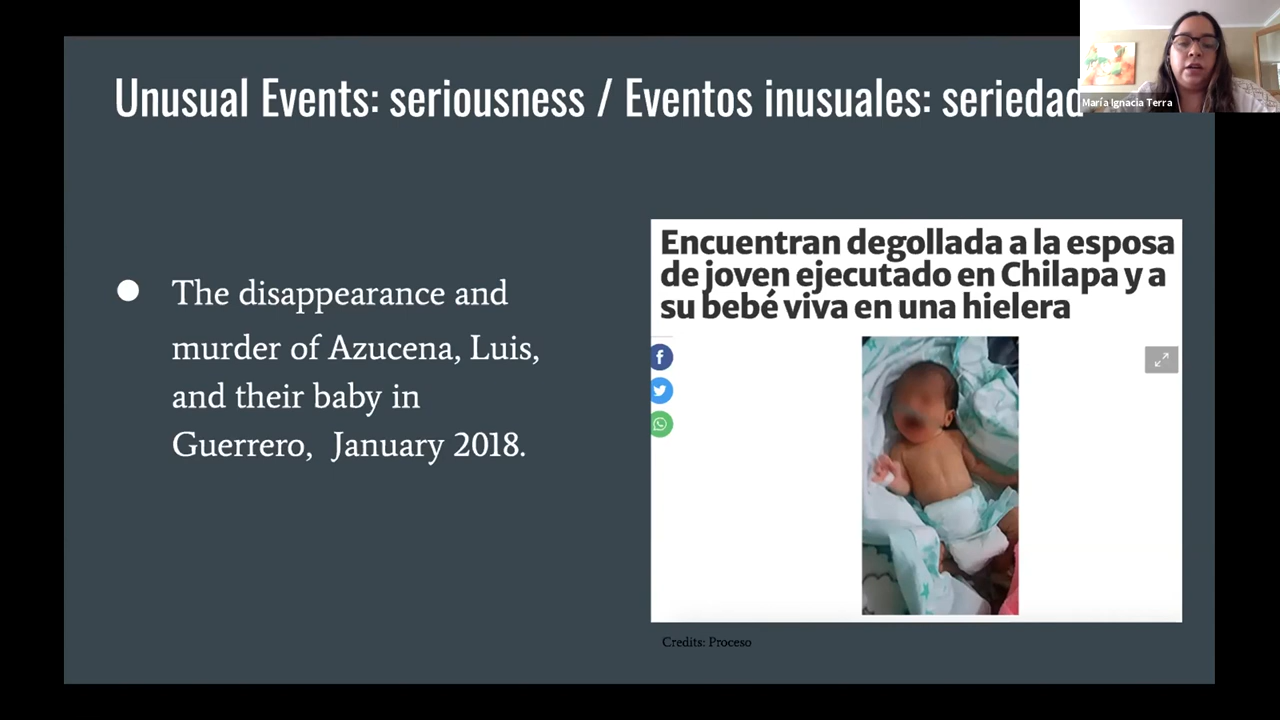 Unusual Events: seriousness / Eventos inusuales: seriedad
María Ignacia Terra
● The disappearance and
murder of Azucena, Luis,
and their baby in
Guerrero, January 2018.
Encuentran degollada a la esposa
de joven ejecutado en Chilapa y a
su bebé viva en una hielera
Credits: Proceso